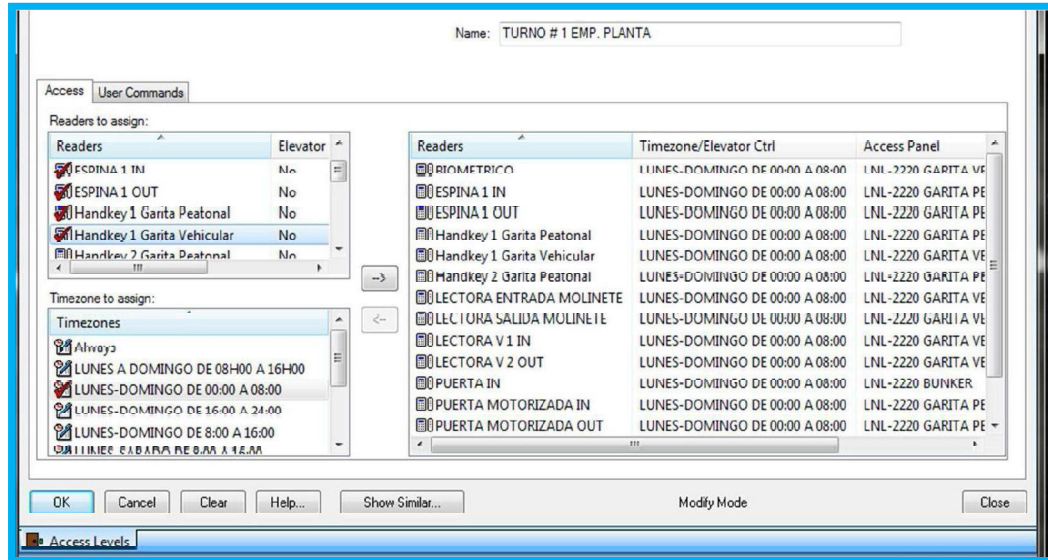 Name: TURNO # 1 EMP. PLANTA
Access User Commands
Readers to assign:
Readers Elevator
ESPINA 1 IN No
ESPINA 1 OUT No
Handkey 1 Garita Peatonal No
Handkey 1 Garita Vehicular No
Handkey 2 Garita Peatonal No
-->
<--
Timezone to assign:
Timezones
Always
LUNES A DOMINGO DE 08H00 A 16H00
LUNES-DOMINGO DE 00:00 A 08:00
LUNES-DOMINGO DE 16:00 A 24:00
LUNES-DOMINGO DE 8:00 A 16:00
LUNES SABADO DE 8:00 A 16:00
Readers Timezone/Elevator Ctrl Access Panel
BIOMETRICO LUNES-DOMINGO DE 00:00 A 08:00 LNL-2220 GARITA VE
ESPINA 1 IN LUNES-DOMINGO DE 00:00 A 08:00 LNL-2220 GARITA PE
ESPINA 1 OUT LUNES-DOMINGO DE 00:00 A 08:00 LNL-2220 GARITA PE
Handkey 1 Garita Peatonal LUNES-DOMINGO DE 00:00 A 08:00 LNL-2220 GARITA PE
Handkey 1 Garita Vehicular LUNES-DOMINGO DE 00:00 A 08:00 LNL-2220 GARITA VE
Handkey 2 Garita Peatonal LUNES-DOMINGO DE 00:00 A 08:00 LNL-2220 GARITA PE
LECTORA ENTRADA MOLINETE LUNES-DOMINGO DE 00:00 A 08:00 LNL-2220 GARITA VE
LECTORA SALIDA MOLINETE LUNES-DOMINGO DE 00:00 A 08:00 LNL-2220 GARITA VE
LECTORA V 1 IN LUNES-DOMINGO DE 00:00 A 08:00 LNL-2220 GARITA VE
LECTORA V 2 OUT LUNES-DOMINGO DE 00:00 A 08:00 LNL-2220 GARITA VE
PUERTA IN LUNES-DOMINGO DE 00:00 A 08:00 LNL-2220 BUNKER
PUERTA MOTORIZADA IN LUNES-DOMINGO DE 00:00 A 08:00 LNL-2220 GARITA PE
PUERTA MOTORIZADA OUT LUNES-DOMINGO DE 00:00 A 08:00 LNL-2220 GARITA PE
OK Cancel Clear Help... Show Similar... Modify Mode Close
Access Levels